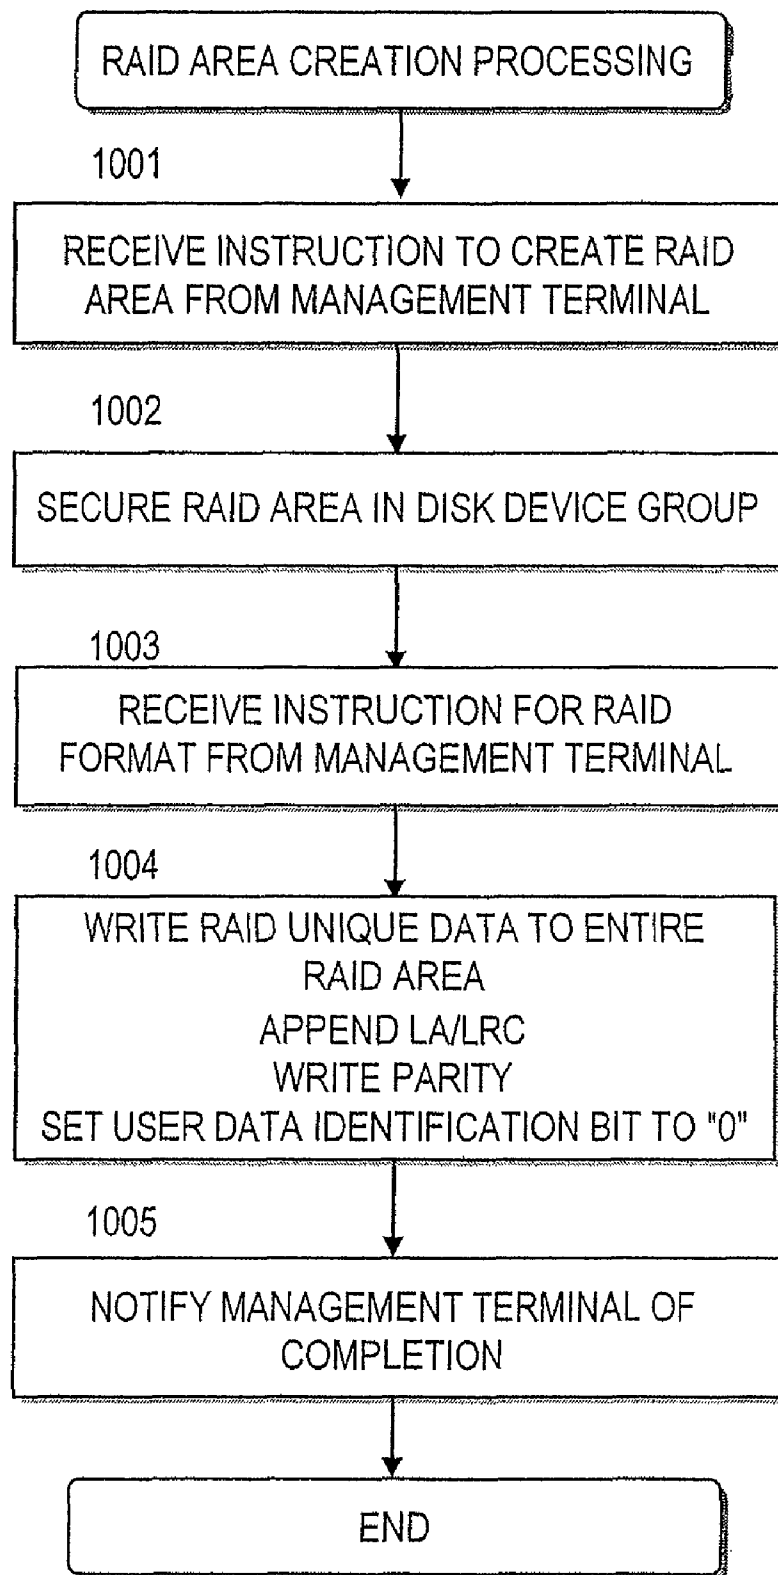 RAID AREA CREATION PROCESSING
1001
RECEIVE INSTRUCTION TO CREATE RAID
AREA FROM MANAGEMENT TERMINAL
1002
SECURE RAID AREA IN DISK DEVICE GROUP
1003
RECEIVE INSTRUCTION FOR RAID
FORMAT FROM MANAGEMENT TERMINAL
1004
WRITE RAID UNIQUE DATA TO ENTIRE
RAID AREA
APPEND LA/LRC
WRITE PARITY
SET USER DATA IDENTIFICATION BIT TO "0"
1005
NOTIFY MANAGEMENT TERMINAL OF
COMPLETION
END